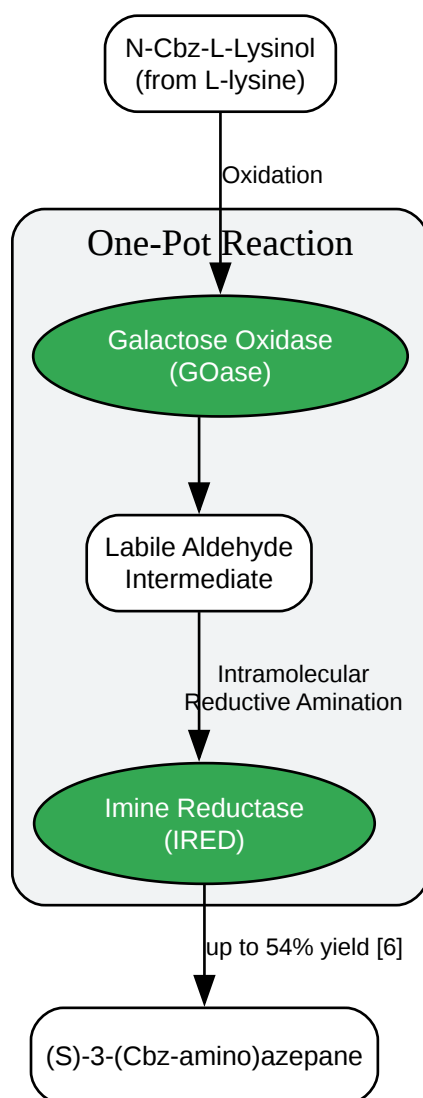 N-Cbz-L-Lysinol
(from L-lysine)
Oxidation
One-Pot Reaction
Galactose Oxidase
(GOase)
Labile Aldehyde
Intermediate
Intramolecular
Reductive Amination
Imine Reductase
(IRED)
up to 54% yield [6]
(S)-3-(Cbz-amino)azepane